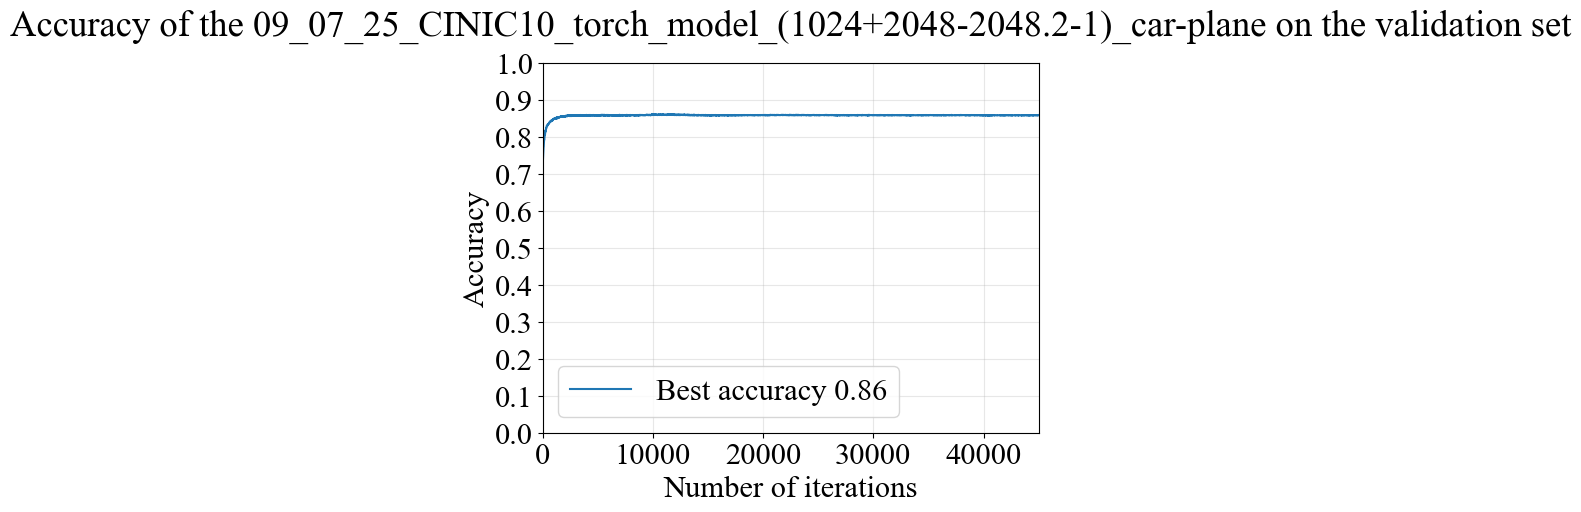 Accuracy of the 09_07_25_CINIC10_torch_model_(1024+2048-2048.2-1)_car-plane on the validation set
1.0
0.9
0.8
0.7
0.6
0.5
0.4
0.3
0.2
0.1
0.0
Accuracy
Best accuracy 0.86
0 10000 20000 30000 40000
Number of iterations